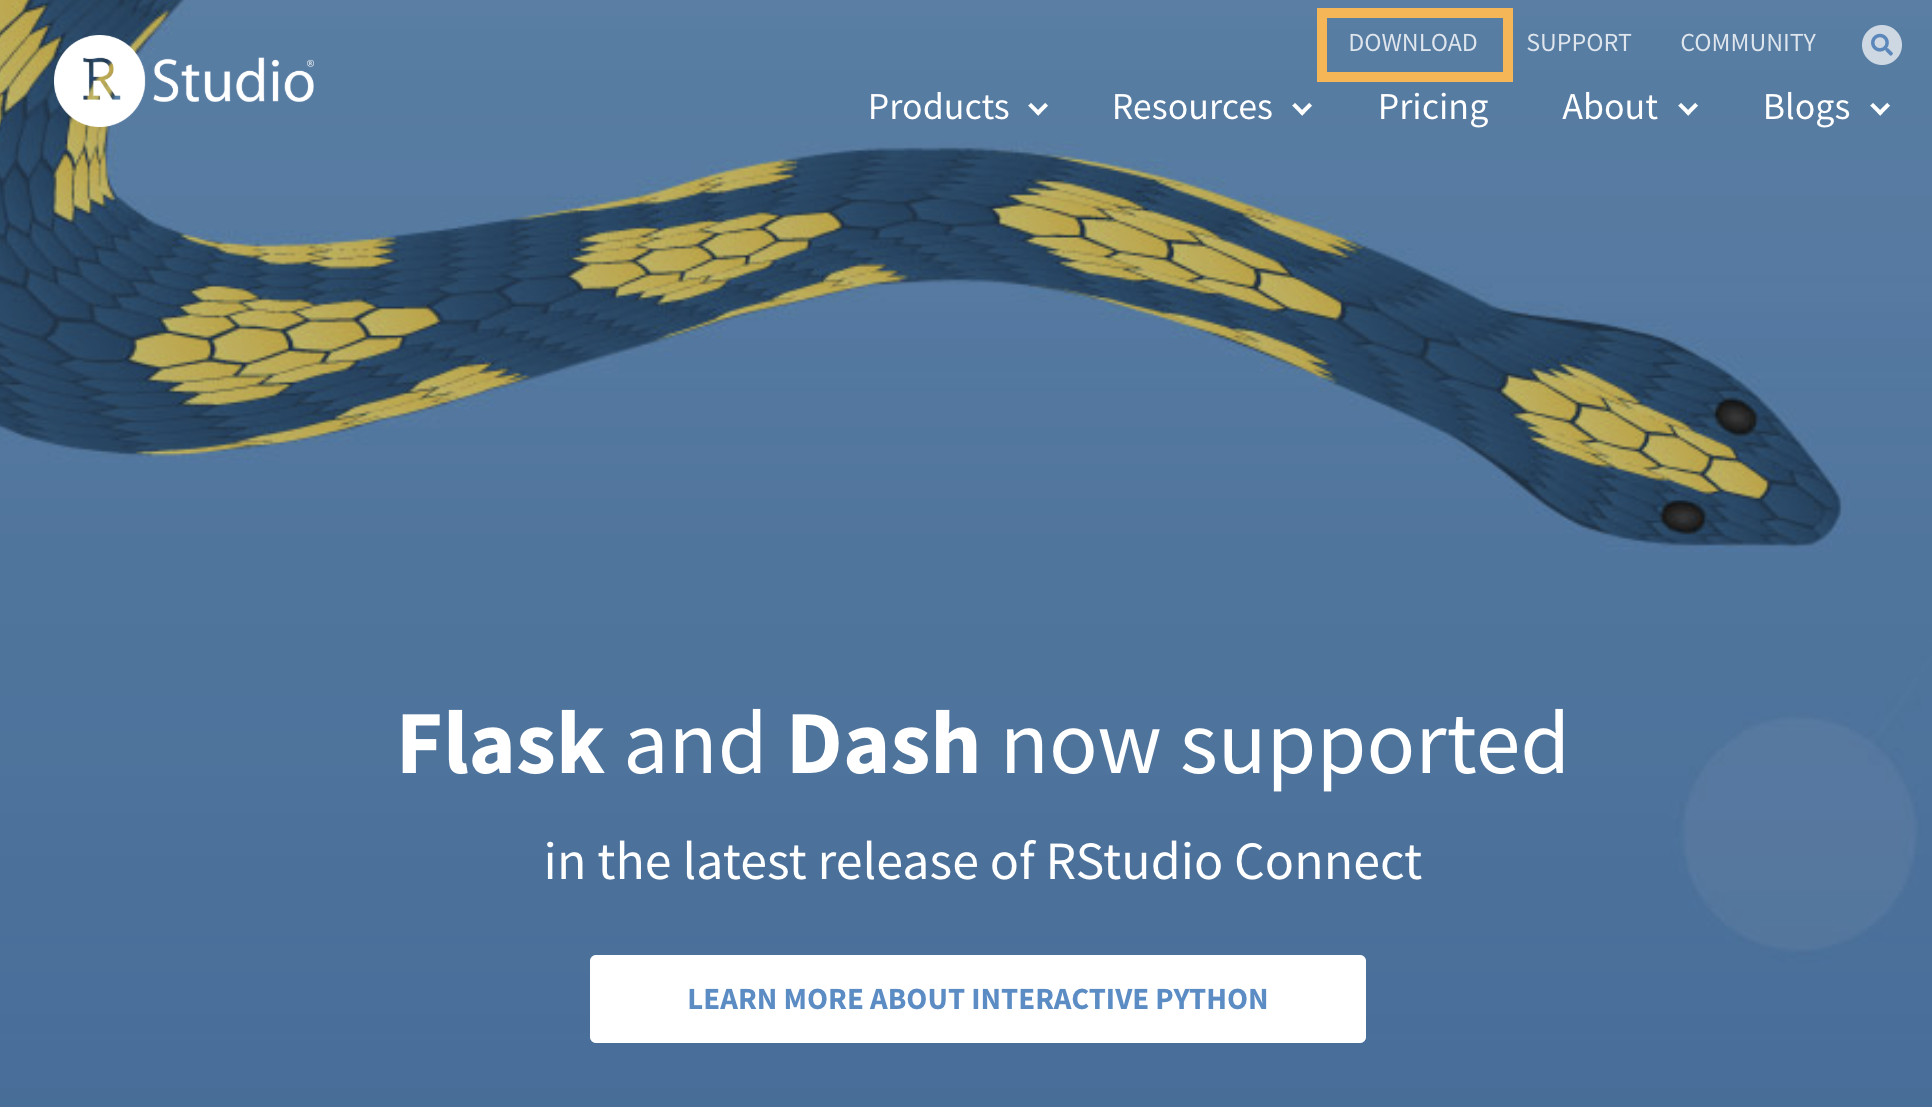 RStudio®
DOWNLOAD SUPPORT COMMUNITY
Products Resources Pricing About Blogs
Flask and Dash now supported
in the latest release of RStudio Connect
LEARN MORE ABOUT INTERACTIVE PYTHON